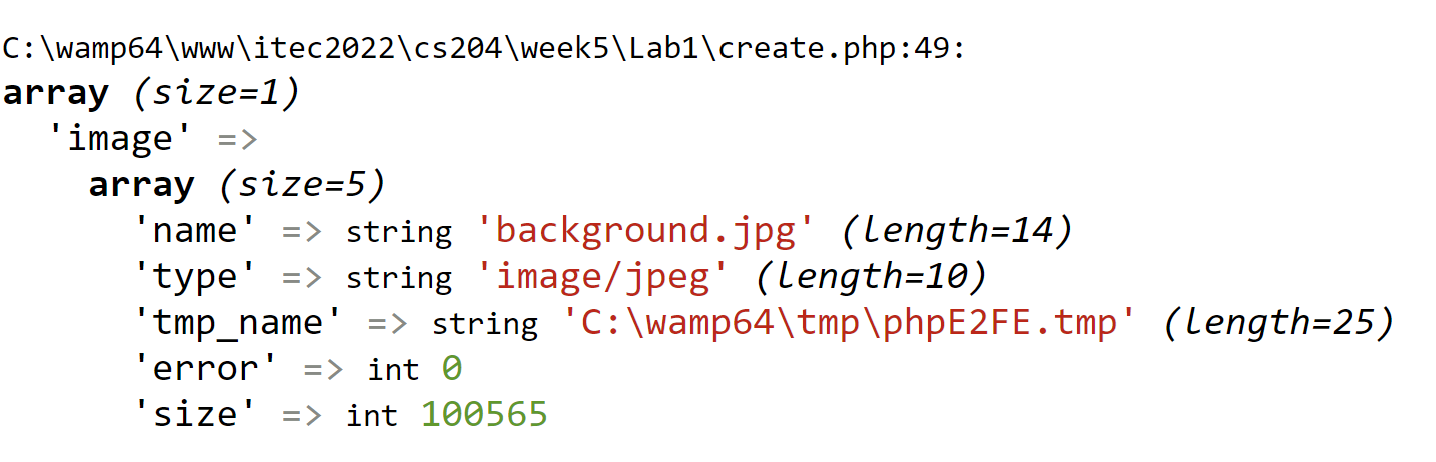 C:\wamp64\www\itec2022\cs204\week5\Lab1\create.php:49:
array (size=1)
  'image' =>
    array (size=5)
      'name' => string 'background.jpg' (length=14)
      'type' => string 'image/jpeg' (length=10)
      'tmp_name' => string 'C:\wamp64\tmp\phpE2FE.tmp' (length=25)
      'error' => int 0
      'size' => int 100565